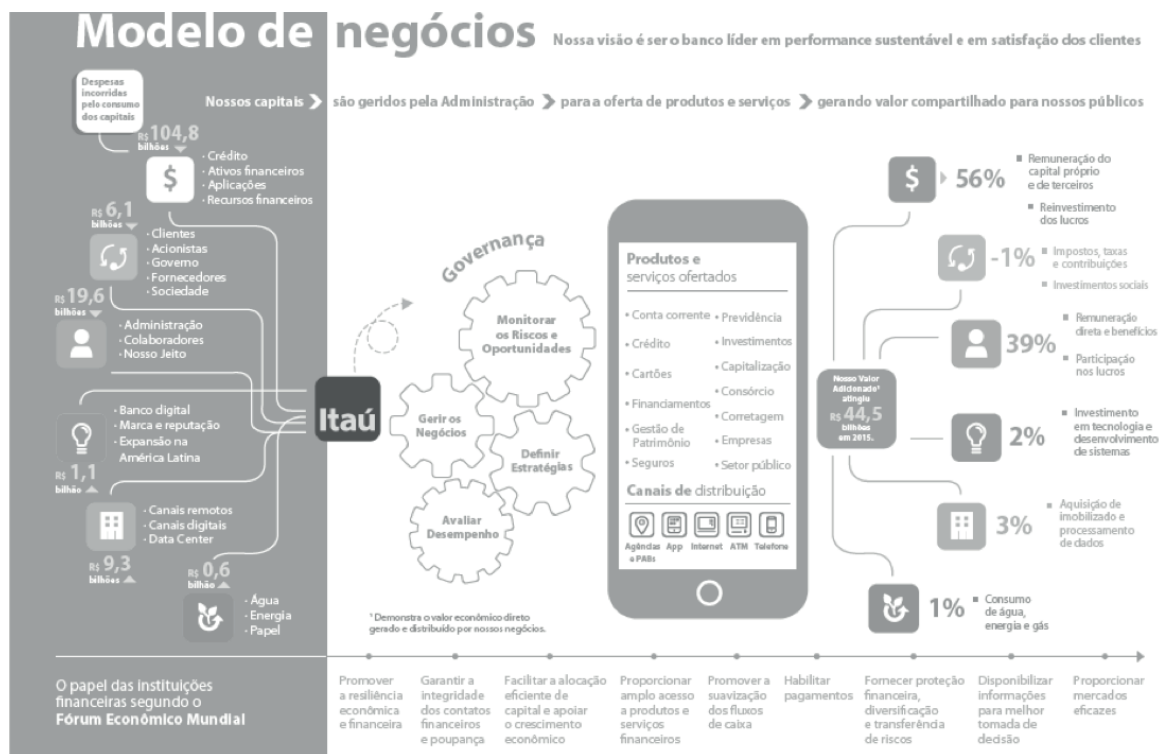 Modelo de negócios
Nossa visão é ser o banco líder em performance sustentável e em satisfação dos clientes
Despesas
incorridas
pelo consumo
dos capitais
Nossos capitais
são geridos pela Administração
para a oferta de produtos e serviços
gerando valor compartilhado para nossos públicos
R$ 104,8
bilhões
$
· Crédito
· Ativos financeiros
· Aplicações
· Recursos financeiros
R$ 6,1
bilhões
· Clientes
· Acionistas
· Governo
· Fornecedores
· Sociedade
R$ 19,6
bilhões
· Administração
· Colaboradores
· Nosso Jeito
· Banco digital
· Marca e reputação
· Expansão na
América Latina
R$ 1,1
bilhão
· Canais remotos
· Canais digitais
· Data Center
R$ 9,3
bilhões
R$ 0,6
bilhão
· Água
· Energia
· Papel
Itaú
Governança
Monitorar
os Riscos e
Oportunidades
Gerir os
Negócios
Definir
Estratégias
Avaliar
Desempenho
¹ Demonstra o valor econômico direto
gerado e distribuído por nossos negócios.
Produtos e
serviços ofertados
• Conta corrente
• Crédito
• Cartões
• Financiamentos
• Gestão de
Patrimônio
• Seguros
• Previdência
• Investimentos
• Capitalização
• Consórcio
• Corretagem
• Empresas
• Setor público
Canais de distribuição
Agências
e PABs
App
Internet
ATM
Telefone
Nosso Valor
Adicionado¹
atingiu
R$ 44,5
bilhões
em 2015.
$
56%
Remuneração do
capital próprio
e de terceiros
Reinvestimento
dos lucros
-1%
Impostos, taxas
e contribuições
Investimentos sociais
39%
Remuneração
direta e benefícios
Participação
nos lucros
2%
Investimento
em tecnologia e
desenvolvimento
de sistemas
3%
Aquisição de
imobilizado e
processamento
de dados
1%
Consumo
de água,
energia e gás
O papel das instituições
financeiras segundo o
Fórum Econômico Mundial
Promover
a resiliência
econômica
e financeira
Garantir a
integridade
dos contatos
financeiros
e poupança
Facilitar a alocação
eficiente de
capital e apoiar
o crescimento
econômico
Proporcionar
amplo acesso
a produtos e
serviços
financeiros
Promover a
suavização
dos fluxos
de caixa
Habilitar
pagamentos
Fornecer proteção
financeira,
diversificação
e transferência
de riscos
Disponibilizar
informações
para melhor
tomada de
decisão
Proporcionar
mercados
eficazes